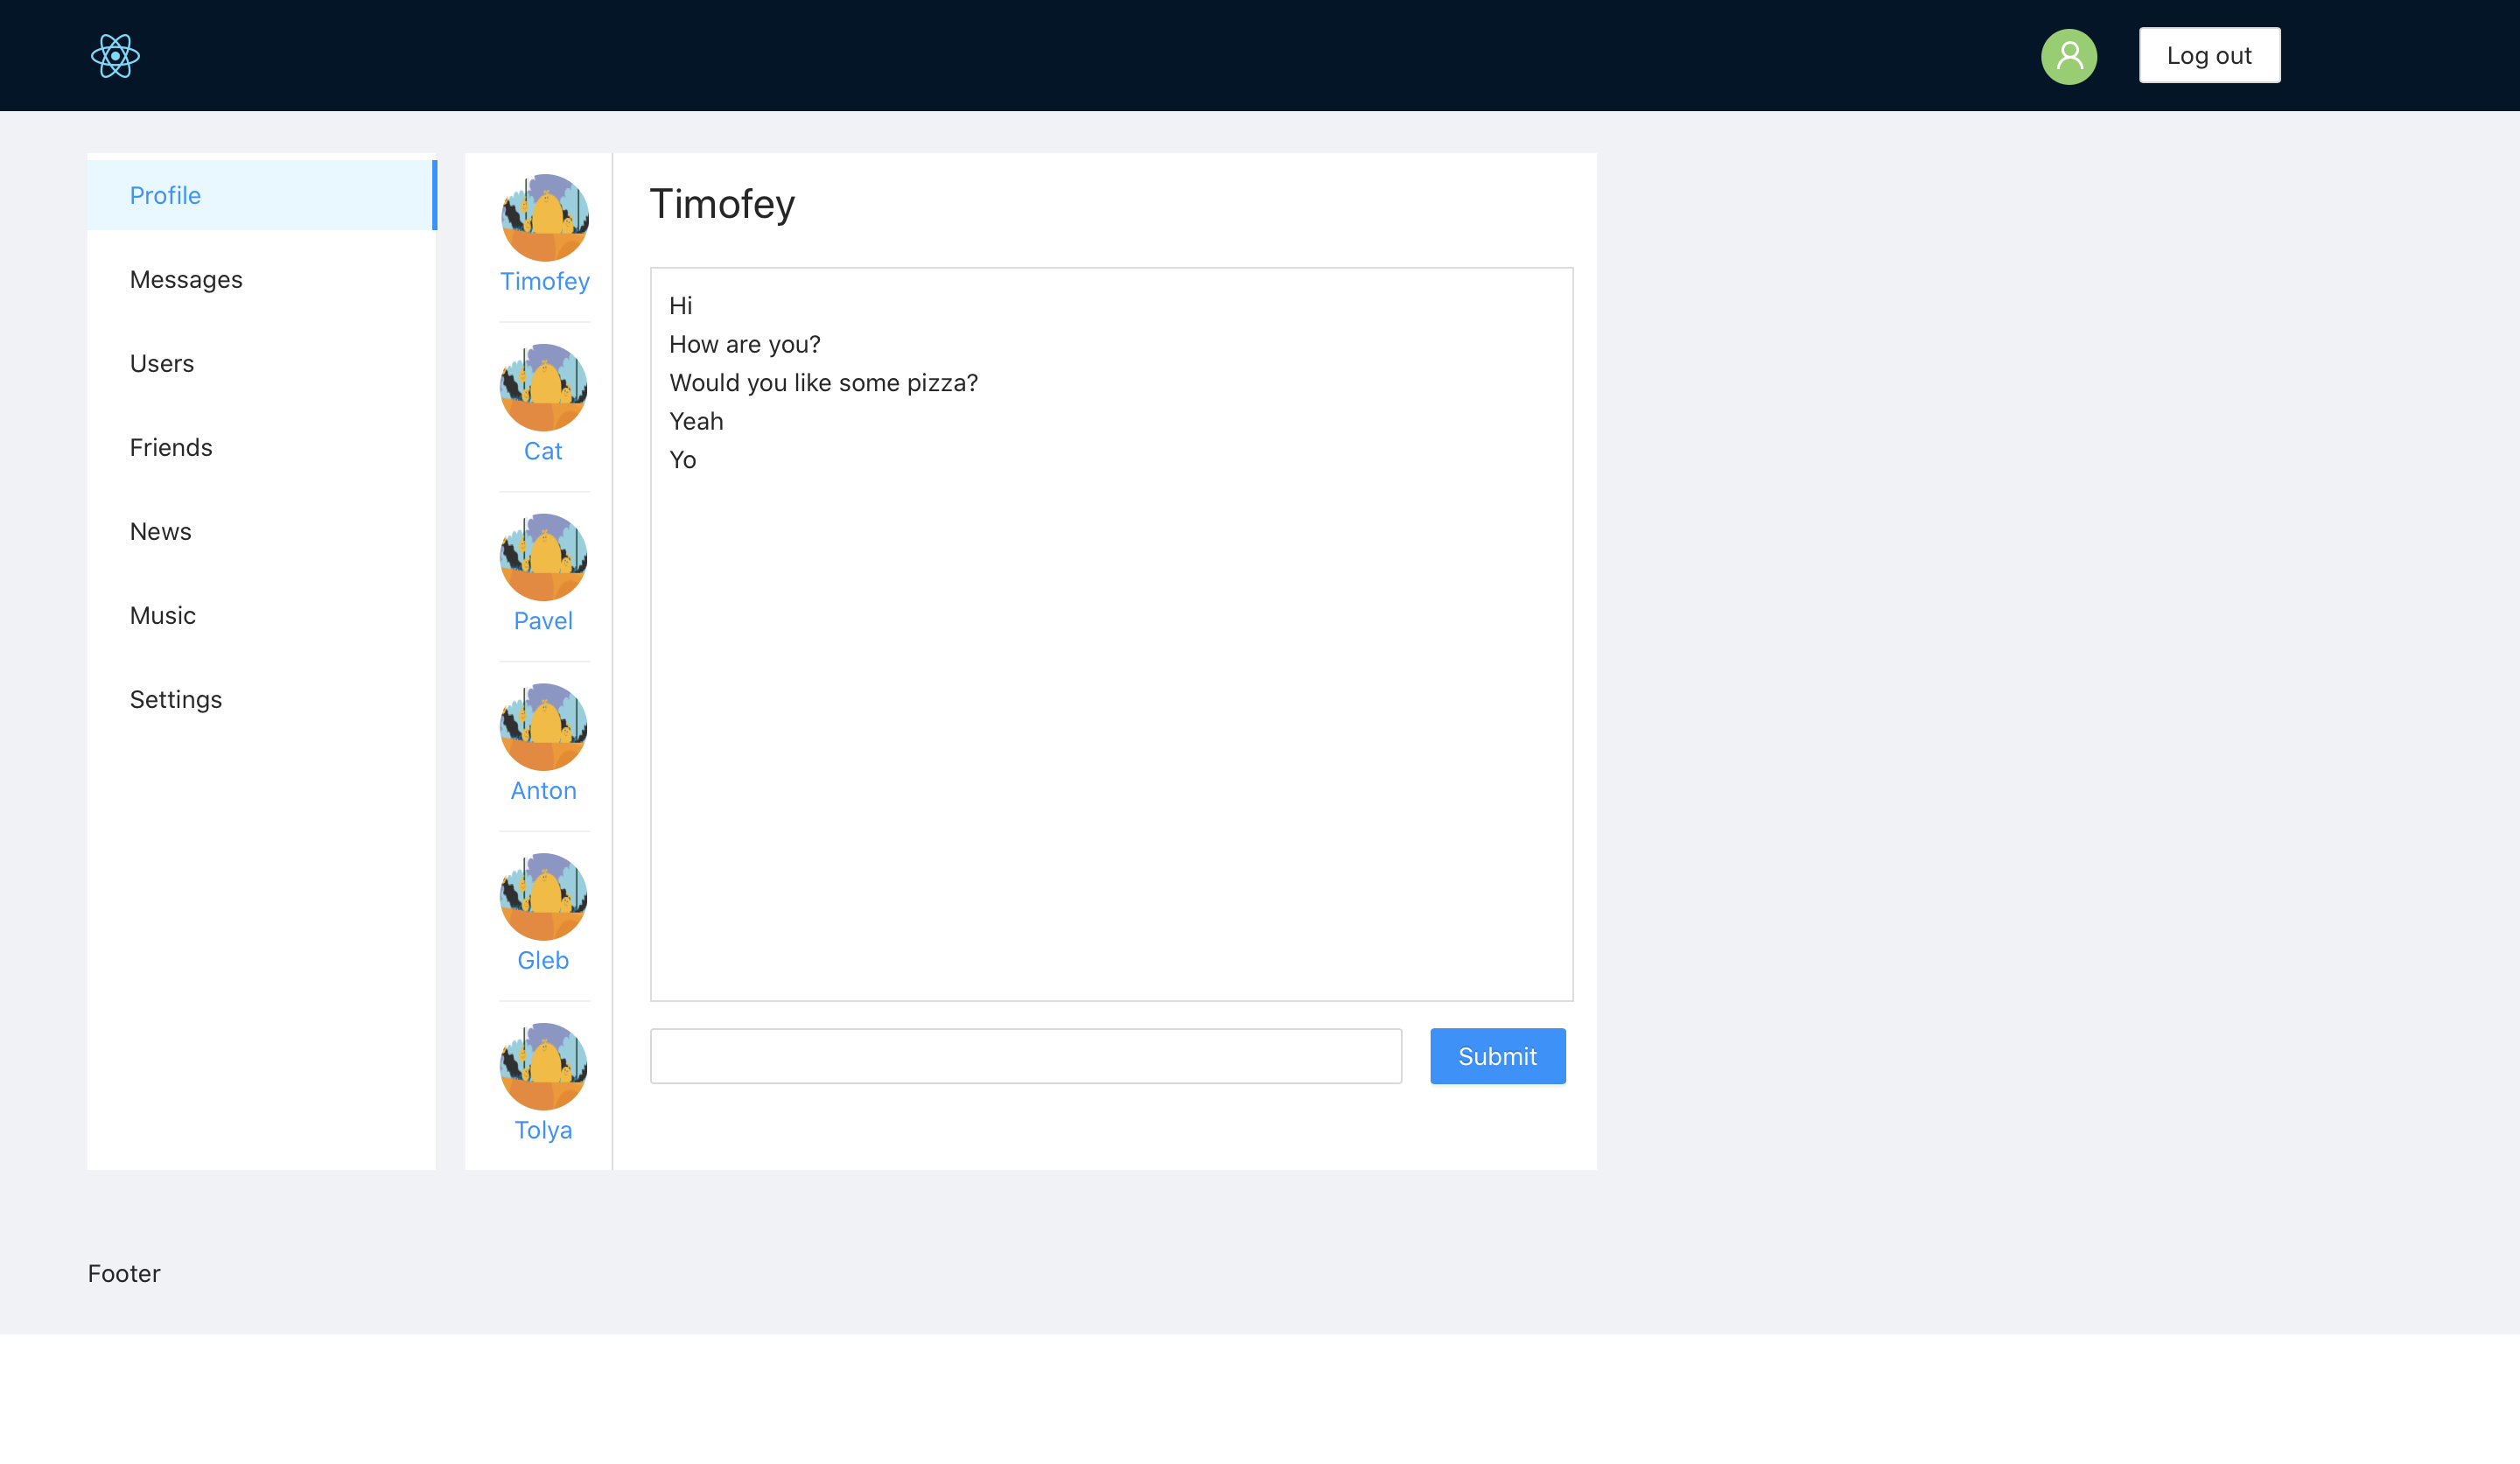 Log out
Profile
Messages
Users
Friends
News
Music
Settings
Timofey
Cat
Pavel
Anton
Gleb
Tolya
Timofey
Hi
How are you?
Would you like some pizza?
Yeah
Yo
Submit
Footer